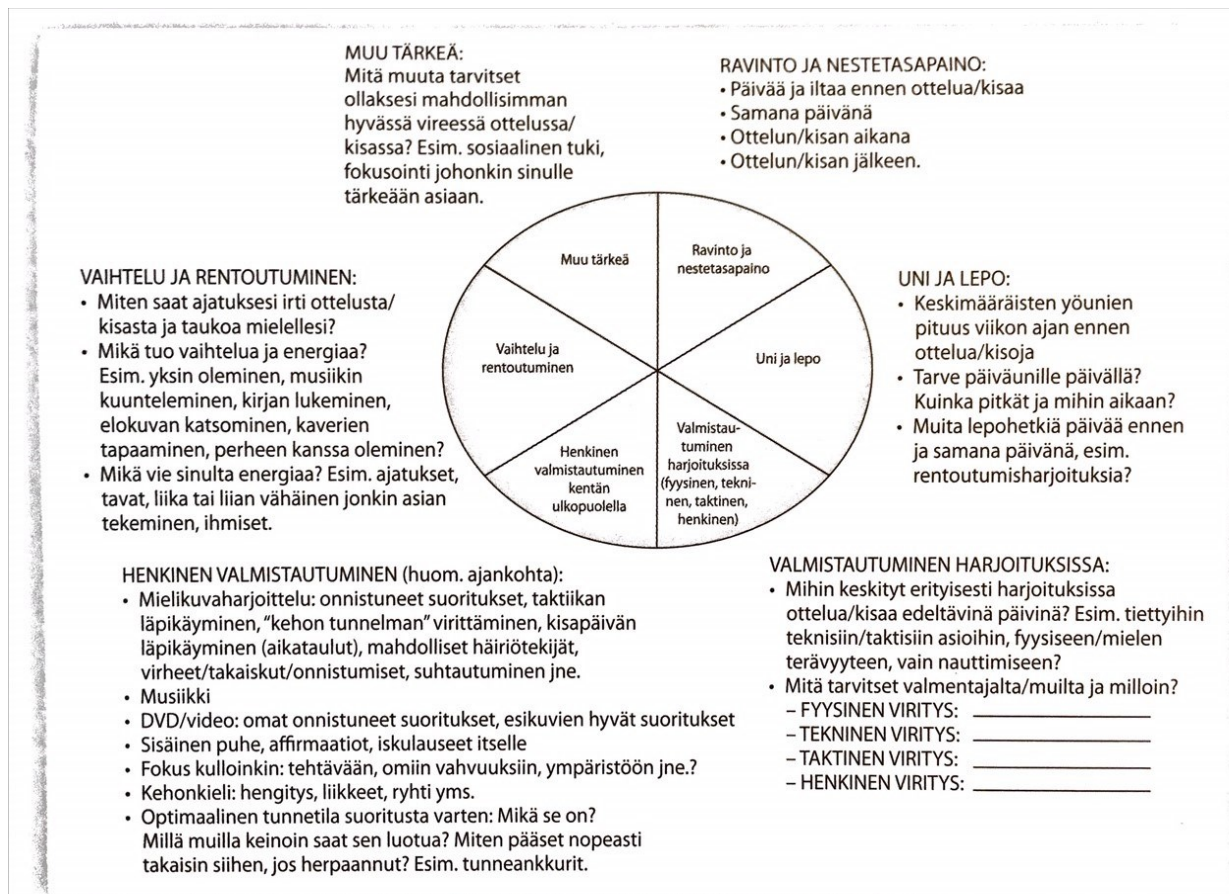 MUU TÄRKEÄ:
Mitä muuta tarvitset
ollaksesi mahdollisimman
hyvässä vireessä ottelussa/
kisassa? Esim. sosiaalinen tuki,
fokusointi johonkin sinulle
tärkeään asiaan.
RAVINTO JA NESTETASAPAINO:
• Päivää ja iltaa ennen ottelua/kisaa
• Samana päivänä
• Ottelun/kisan aikana
• Ottelun/kisan jälkeen.
Muu tärkeä
Ravinto ja
nestetasapaino
Vaihtelu ja
rentoutuminen
Uni ja lepo
Henkinen
valmistautuminen
kentän
ulkopuolella
Valmistau-
tuminen
harjoituksissa
(fyysinen, tekni-
nen, taktinen,
henkinen)
VAIHTELU JA RENTOUTUMINEN:
• Miten saat ajatuksesi irti ottelusta/
kisasta ja taukoa mielellesi?
• Mikä tuo vaihtelua ja energiaa?
Esim. yksin oleminen, musiikin
kuunteleminen, kirjan lukeminen,
elokuvan katsominen, kaverien
tapaaminen, perheen kanssa oleminen?
• Mikä vie sinulta energiaa? Esim. ajatukset,
tavat, liika tai liian vähäinen jonkin asian
tekeminen, ihmiset.
UNI JA LEPO:
• Keskimääräisten yöunien
pituus viikon ajan ennen
ottelua/kisoja
• Tarve päiväunille päivällä?
Kuinka pitkät ja mihin aikaan?
• Muita lepohetkiä päivää ennen
ja samana päivänä, esim.
rentoutumisharjoituksia?
HENKINEN VALMISTAUTUMINEN (huom. ajankohta):
• Mielikuvaharjoittelu: onnistuneet suoritukset, taktiikan
läpikäyminen, "kehon tunnelman" virittäminen, kisapäivän
läpikäyminen (aikataulut), mahdolliset häiriötekijät,
virheet/takaiskut/onnistumiset, suhtautuminen jne.
• Musiikki
• DVD/video: omat onnistuneet suoritukset, esikuvien hyvät suoritukset
• Sisäinen puhe, affirmaatiot, iskulauseet itselle
• Fokus kulloinkin: tehtävään, omiin vahvuuksiin, ympäristöön jne.?
• Kehonkieli: hengitys, liikkeet, ryhti yms.
• Optimaalinen tunnetila suoritusta varten: Mikä se on?
Millä muilla keinoin saat sen luotua? Miten pääset nopeasti
takaisin siihen, jos herpaannut? Esim. tunneankkurit.
VALMISTAUTUMINEN HARJOITUKSISSA:
• Mihin keskityt erityisesti harjoituksissa
ottelua/kisaa edeltävinä päivinä? Esim. tiettyihin
teknisiin/taktisiin asioihin, fyysiseen/mielen
terävyyteen, vain nauttimiseen?
• Mitä tarvitset valmentajalta/muilta ja milloin?
– FYYSINEN VIRITYS:
– TEKNINEN VIRITYS:
– TAKTINEN VIRITYS:
– HENKINEN VIRITYS: